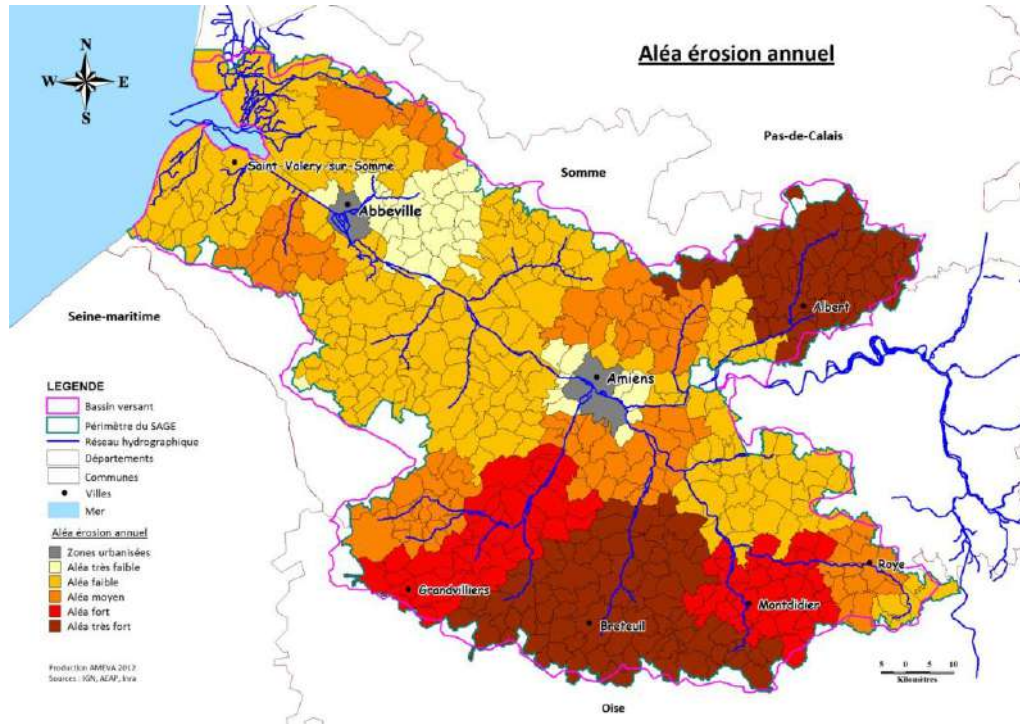 Aléa érosion annuel
N
W
E
S
Pas-de-Calais
Somme
Saint-Valery-sur-Somme
Abbeville
Albert
Seine-maritime
Amiens
LEGENDE
Bassin versant
Périmètre du SAGE
Réseau hydrographique
Départements
Communes
Villes
Mer
Aléa érosion annuel
Zones urbanisées
Aléa très faible
Aléa faible
Aléa moyen
Aléa fort
Aléa très fort
Roye
Grandvilliers
Montdidier
Breteuil
Production AMEVA 2012
Sources : IGN, AEAP, Inra
5 0 5 10
Kilomètres
Oise